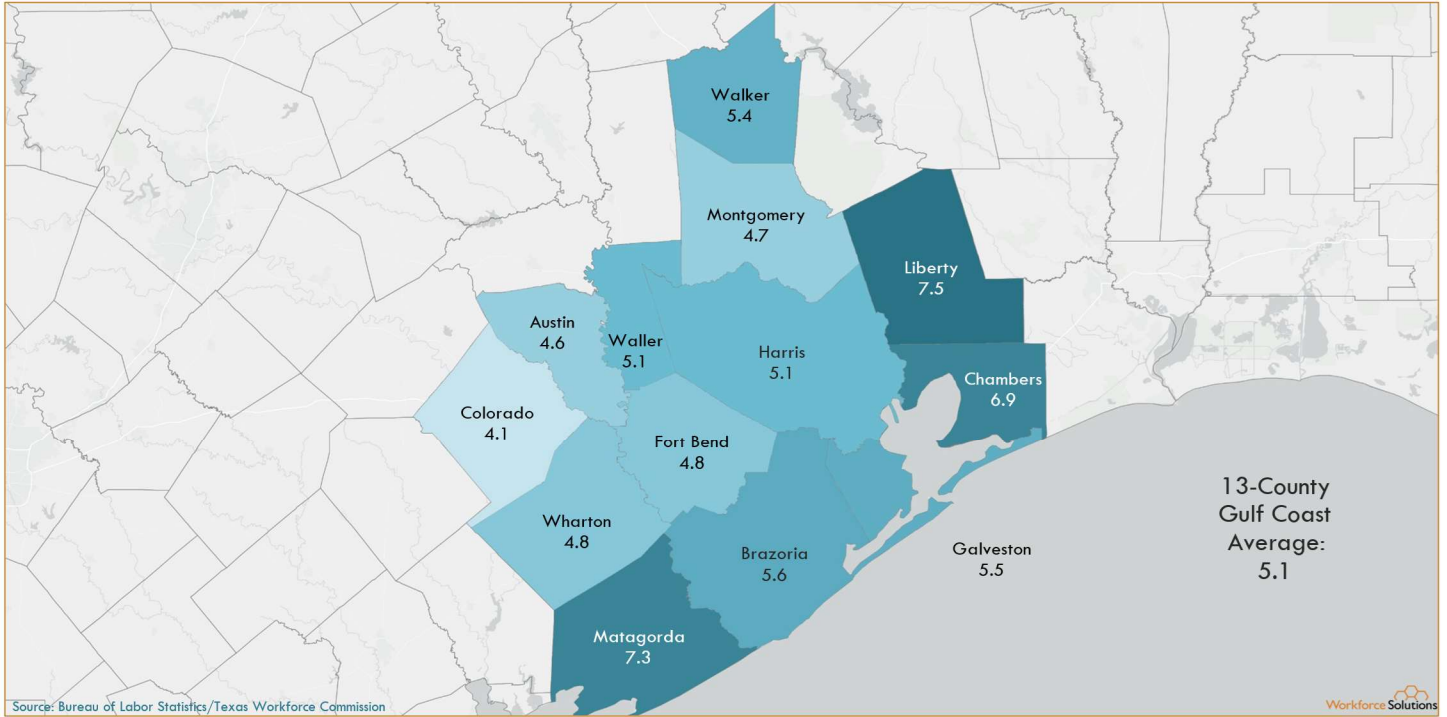 Walker
5.4
Montgomery
4.7
Liberty
7.5
Austin
4.6
Waller
5.1
Harris
5.1
Chambers
6.9
Colorado
4.1
Fort Bend
4.8
Wharton
4.8
Brazoria
5.6
Galveston
5.5
Matagorda
7.3
13-County
Gulf Coast
Average:
5.1
Source: Bureau of Labor Statistics/Texas Workforce Commission
Workforce Solutions